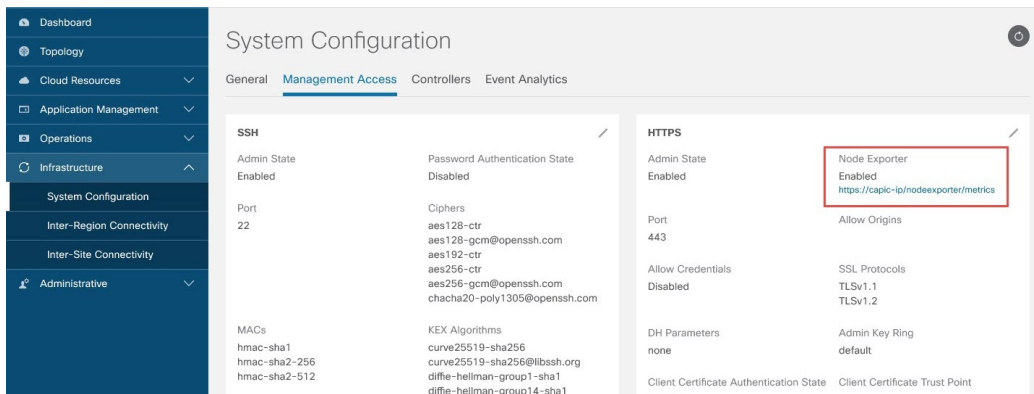 Dashboard
Topology
Cloud Resources
Application Management
Operations
Infrastructure
System Configuration
Inter-Region Connectivity
Inter-Site Connectivity
Administrative
System Configuration
General Management Access Controllers Event Analytics
SSH
Admin State
Enabled
Password Authentication State
Disabled
Port
22
Ciphers
aes128-ctr
aes128-gcm@openssh.com
aes192-ctr
aes256-ctr
aes256-gcm@openssh.com
chacha20-poly1305@openssh.com
MACs
hmac-sha1
hmac-sha2-256
hmac-sha2-512
KEX Algorithms
curve25519-sha256
curve25519-sha256@libssh.org
diffie-hellman-group1-sha1
diffie-hellman-group14-sha1
HTTPS
Admin State
Enabled
Node Exporter
Enabled
https://capic-ip/nodeexporter/metrics
Port
443
Allow Origins
Allow Credentials
Disabled
SSL Protocols
TLSv1.1
TLSv1.2
DH Parameters
none
Admin Key Ring
default
Client Certificate Authentication State
Client Certificate Trust Point